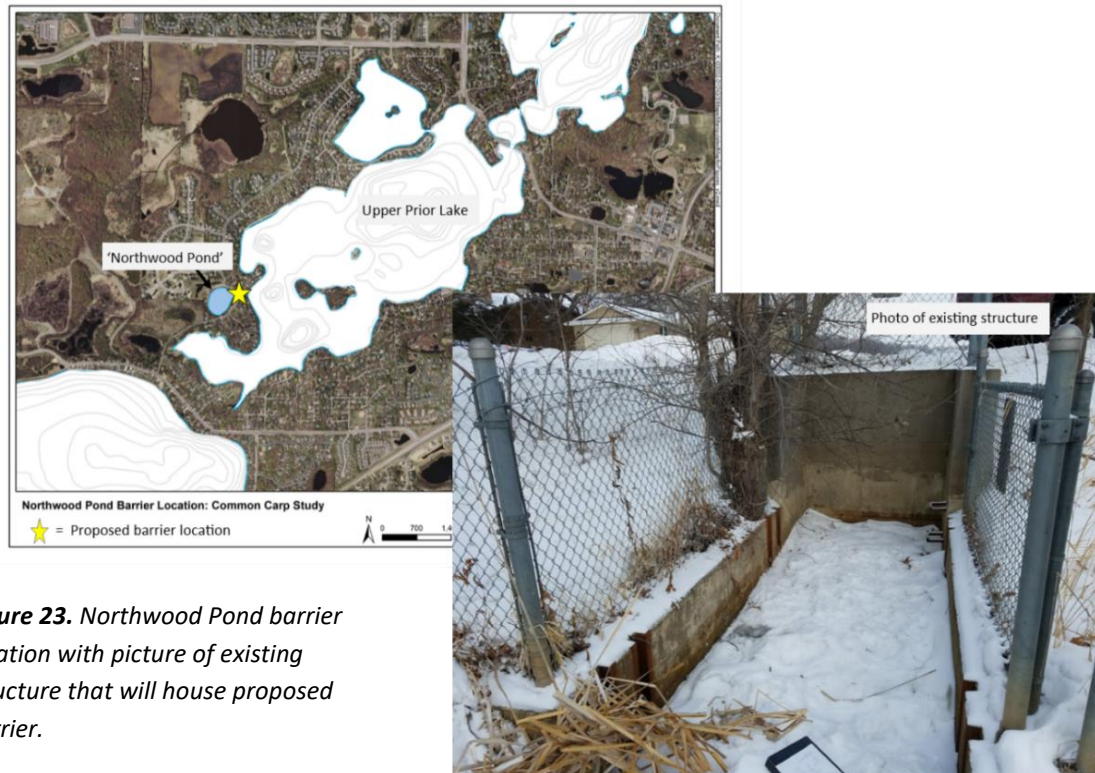 Upper Prior Lake
'Northwood Pond'
Photo of existing structure
Northwood Pond Barrier Location: Common Carp Study
= Proposed barrier location
N
0 700
ure 23. Northwood Pond barrier
ation with picture of existing
ucture that will house proposed
rier.